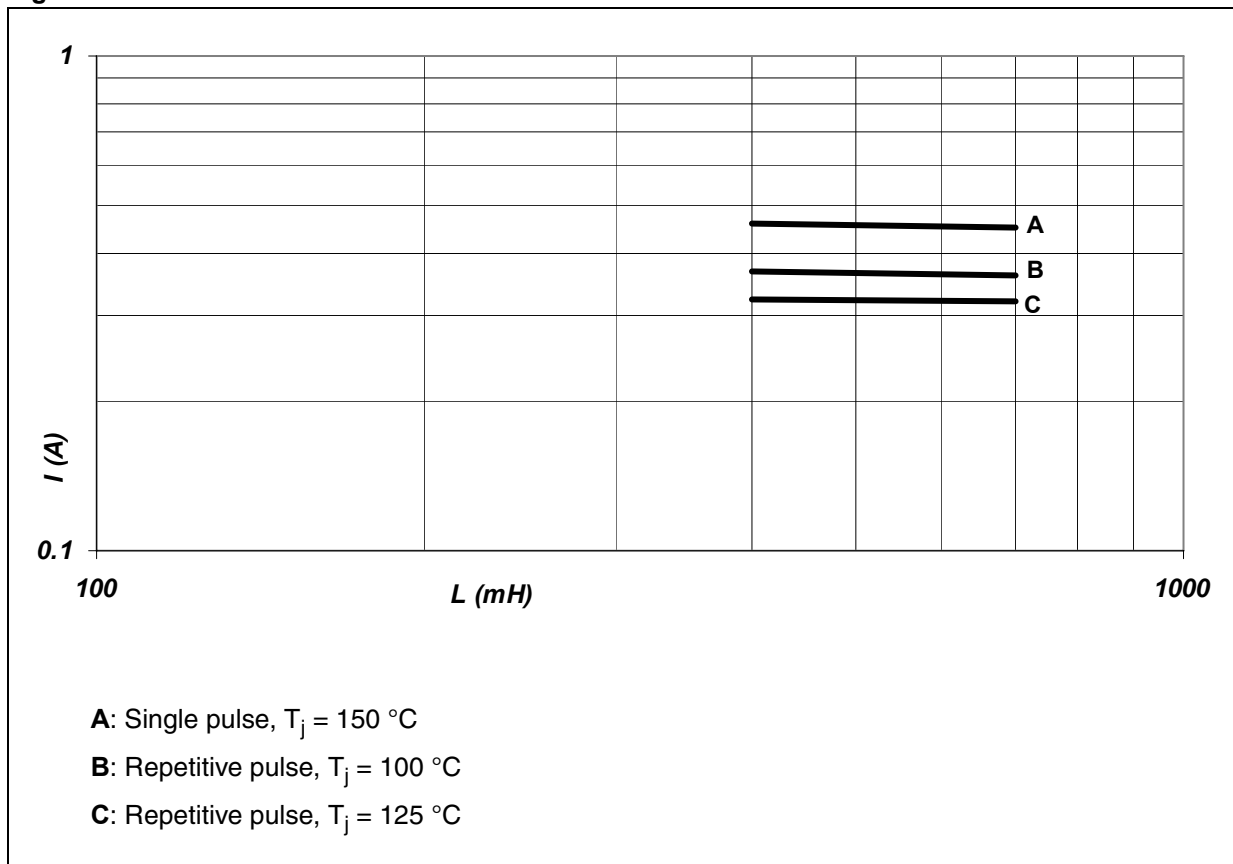 1
A
B
C
I (A)
0.1
100
L (mH)
1000
A: Single pulse, Tj = 150 °C
B: Repetitive pulse, Tj = 100 °C
C: Repetitive pulse, Tj = 125 °C